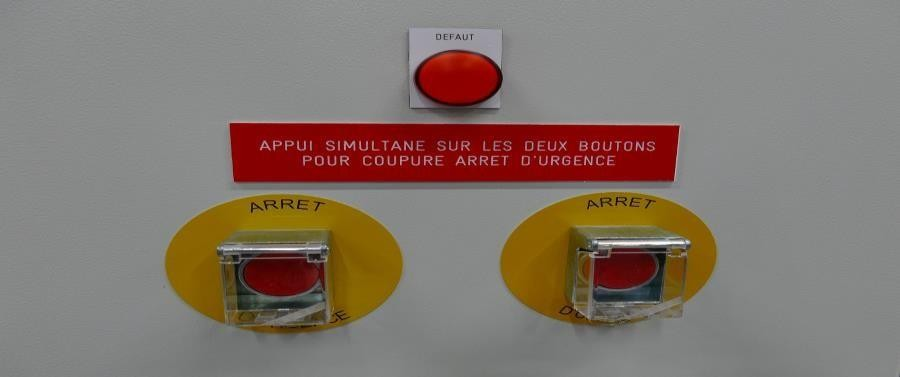 DEFAUT
APPUI SIMULTANE SUR LES DEUX BOUTONS
POUR COUPURE ARRET D'URGENCE
ARRET
ARRET